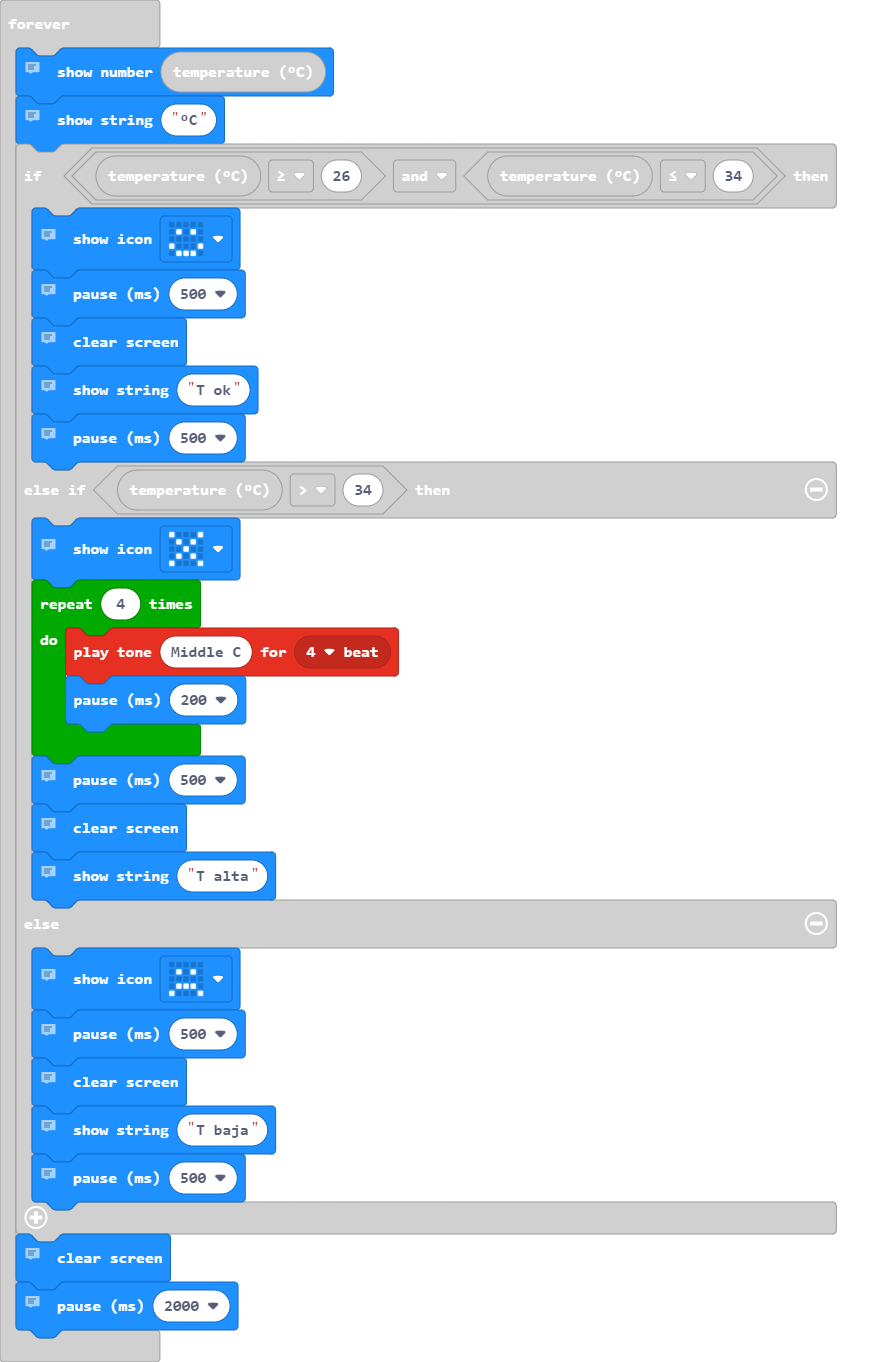 forever
show number temperature (ºC)
show string "ºC"
if temperature (ºC) ≥ 26 and temperature (ºC) ≤ 34 then
show icon
pause (ms) 500
clear screen
show string "T ok"
pause (ms) 500
else if temperature (ºC) > 34 then
show icon
repeat 4 times
do play tone Middle C for 4 beat
pause (ms) 200
pause (ms) 500
clear screen
show string "T alta"
else
show icon
pause (ms) 500
clear screen
show string "T baja"
pause (ms) 500
clear screen
pause (ms) 2000